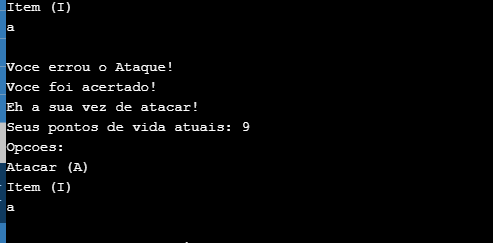 Item (I)
a
Voce errou o Ataque!
Voce foi acertado!
Eh a sua vez de atacar!
Seus pontos de vida atuais: 9
Opcoes:
Atacar (A)
Item (I)
a